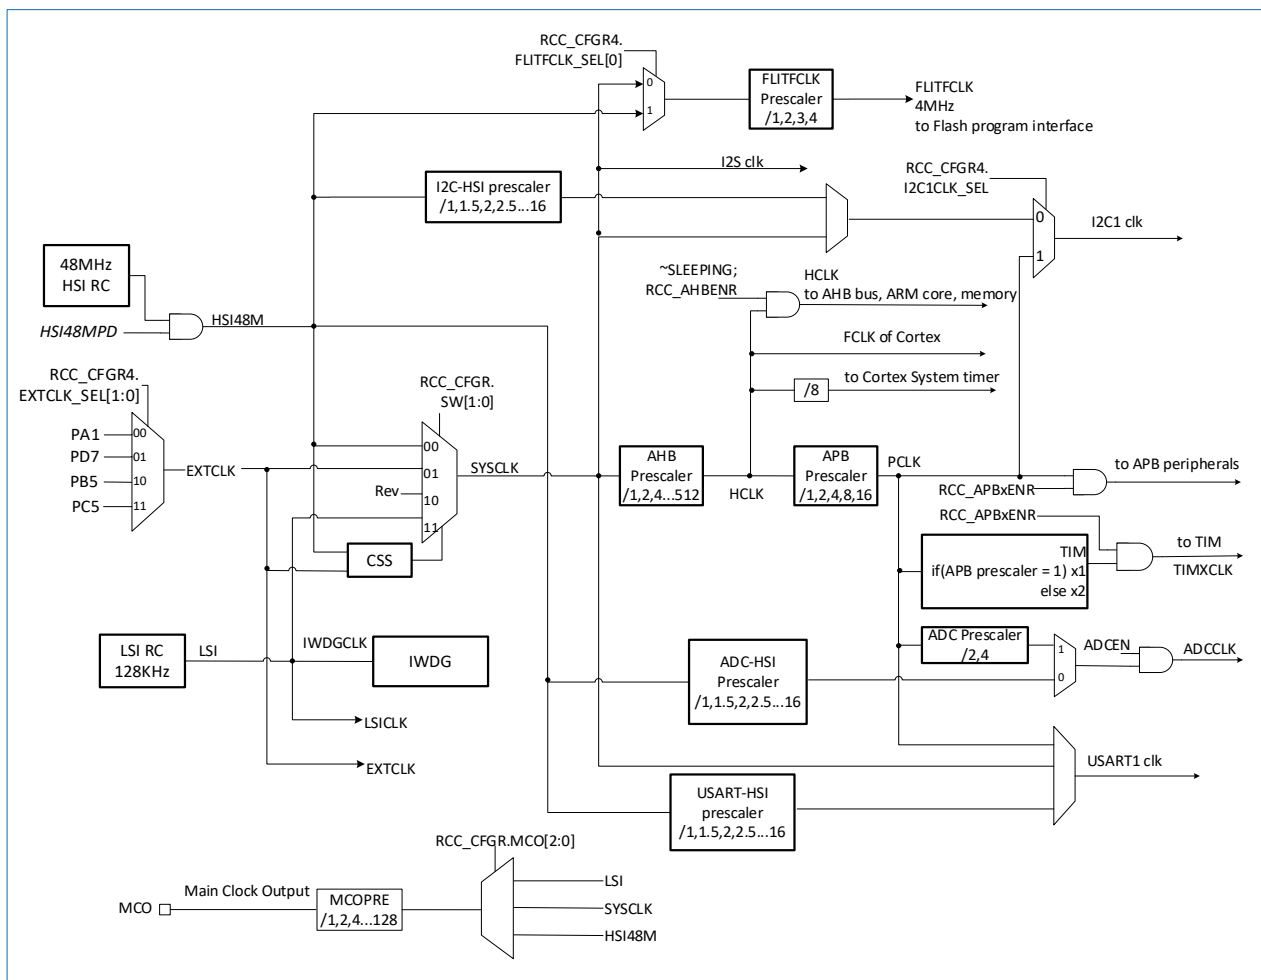 RCC_CFGR4.
FLITFCLK_SEL[0]
0
1
FLITFCLK
Prescaler
/1,2,3,4
FLITFCLK
4MHz
to Flash program interface
I2S clk
I2C-HSI prescaler
/1,1.5,2,2.5...16
RCC_CFGR4.
I2C1CLK_SEL
0
1
I2C1 clk
48MHz
HSI RC
HSI48MPD
HSI48M
~SLEEPING;
RCC_AHBENR
HCLK
to AHB bus, ARM core, memory
FCLK of Cortex
/8
to Cortex System timer
RCC_CFGR4.
EXTCLK_SEL[1:0]
PA1
PD7
PB5
PC5
00
01
10
11
EXTCLK
RCC_CFGR.
SW[1:0]
00
01
Rev
10
11
SYSCLK
CSS
AHB
Prescaler
/1,2,4...512
HCLK
APB
Prescaler
/1,2,4,8,16
PCLK
RCC_APBxENR
to APB peripherals
RCC_APBxENR
TIM
if(APB prescaler = 1) x1
else x2
to TIM
TIMXCLK
LSI RC
128KHz
LSI
IWDGCLK
IWDG
LSICLK
EXTCLK
ADC-HSI
Prescaler
/1,1.5,2,2.5...16
ADC Prescaler
/2,4
1
0
ADCEN
ADCCLK
USART-HSI
prescaler
/1,1.5,2,2.5...16
USART1 clk
RCC_CFGR.MCO[2:0]
MCO
Main Clock Output
MCOPRE
/1,2,4...128
LSI
SYSCLK
HSI48M